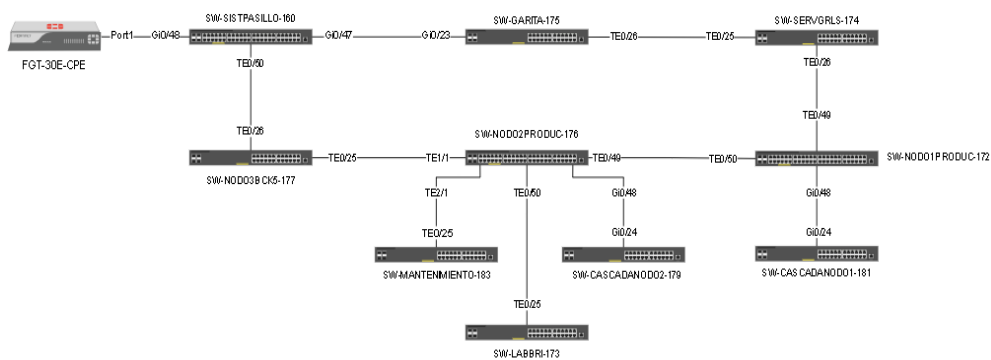 SW-SISTPASILLO-160
SW-GARITA-175
SW-SERVGRLS-174
Port1
Gi0/48
Gi0/47
Gi0/23
TE0/26
TE0/25
FGT-30E-CPE
TE0/50
TE0/26
TE0/26
TE0/49
SW-NODO2PRODUC-176
TE0/25
TE1/1
TE0/49
TE0/50
SW-NODO1PRODUC-172
SW-NODO3BCK5-177
TE2/1
TE0/50
Gi0/48
Gi0/48
TE0/25
Gi0/24
Gi0/24
SW-MANTENIMIENTO-183
SW-CASCADANODO2-179
SW-CASCADANODO1-181
TE0/25
SW-LABBRI-173